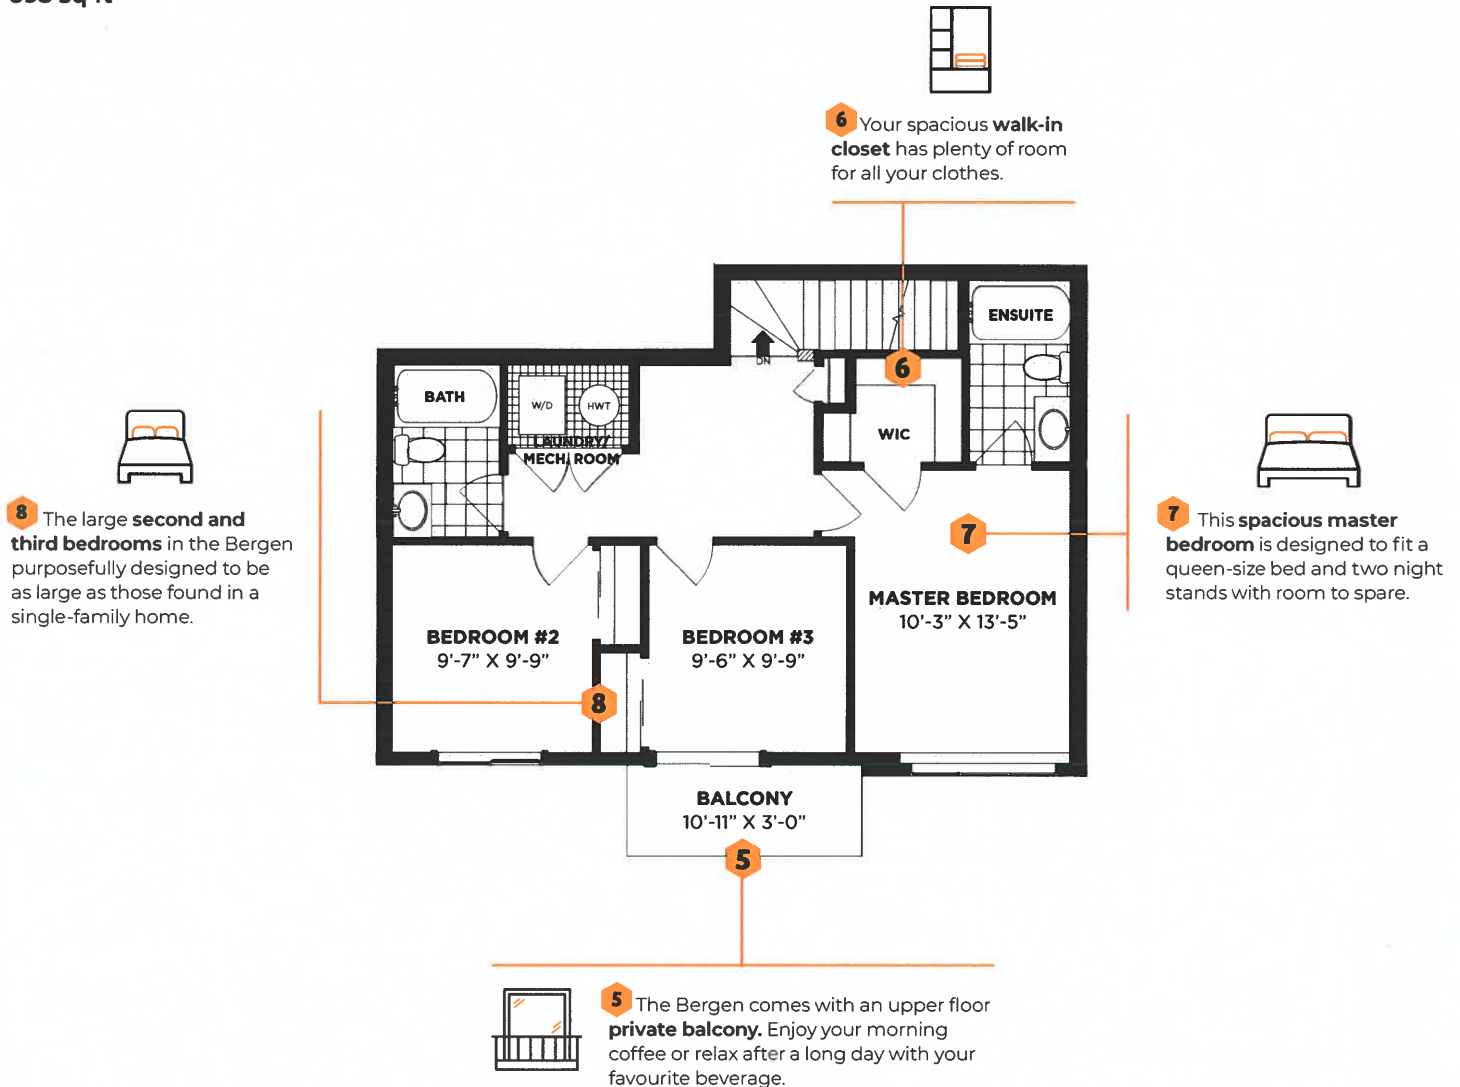 sq ft
6 Your spacious walk-in
closet has plenty of room
for all your clothes.
ENSUITE
DN
6
BATH
W/D
HWT
LAUNDRY/
MECH. ROOM
WIC
8 The large second and
third bedrooms in the Bergen
purposefully designed to be
as large as those found in a
single-family home.
7
7 This spacious master
bedroom is designed to fit a
queen-size bed and two night
stands with room to spare.
MASTER BEDROOM
10'-3" X 13'-5"
BEDROOM #2
9'-7" X 9'-9"
BEDROOM #3
9'-6" X 9'-9"
8
BALCONY
10'-11" X 3'-0"
5
5 The Bergen comes with an upper floor
private balcony. Enjoy your morning
coffee or relax after a long day with your
favourite beverage.